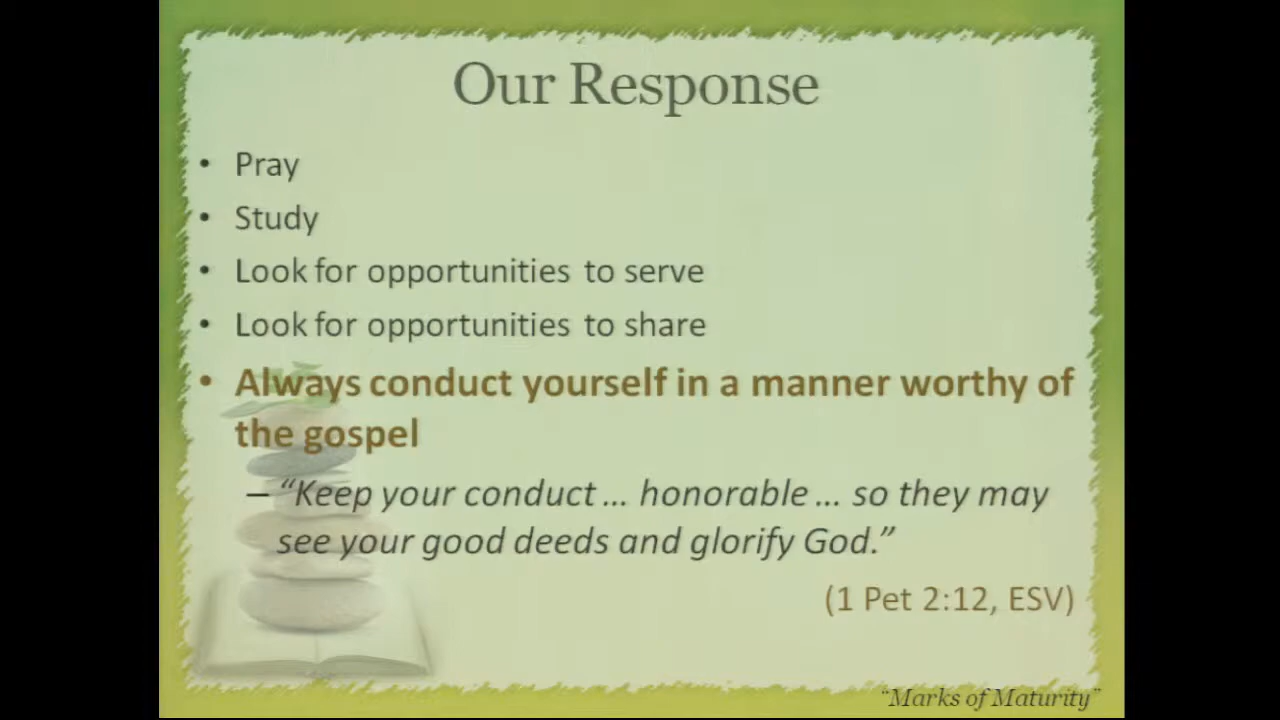 Our Response
• Pray
• Study
• Look for opportunities to serve
• Look for opportunities to share
• Always conduct yourself in a manner worthy of
the gospel
– “Keep your conduct … honorable … so they may
see your good deeds and glorify God.”
(1 Pet 2:12, ESV)
“Marks of Maturity”